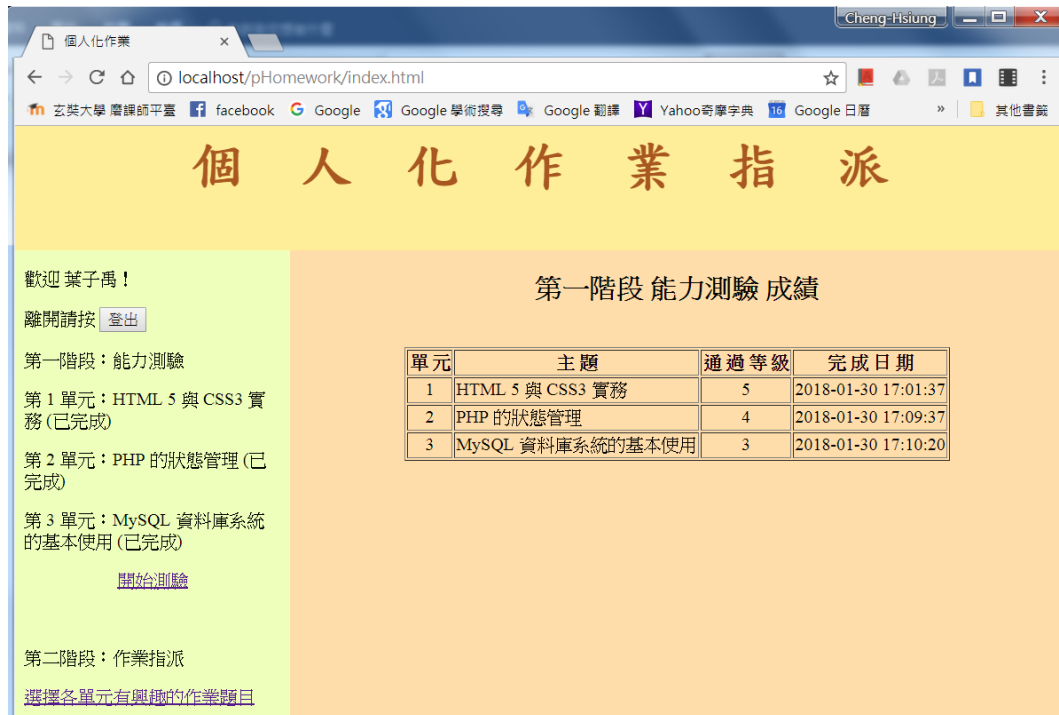 Cheng-Hsiung
個人化作業
localhost/pHomework/index.html
玄奘大學 磨課師平臺 facebook Google Google 學術搜尋 Google 翻譯 Yahoo奇摩字典 16 Google 日曆 » 其他書籤
個人化作業指派
歡迎 葉子禹！
離開請按 登出
第一階段：能力測驗
第 1 單元：HTML 5 與 CSS3 實
務 (已完成)
第 2 單元：PHP 的狀態管理 (已
完成)
第 3 單元：MySQL 資料庫系統
的基本使用 (已完成)
開始測驗
第二階段：作業指派
選擇各單元有興趣的作業題目
第一階段 能力測驗 成績
單元 主題 通過等級 完成日期
1 HTML 5 與 CSS3 實務 5 2018-01-30 17:01:37
2 PHP 的狀態管理 4 2018-01-30 17:09:37
3 MySQL 資料庫系統的基本使用 3 2018-01-30 17:10:20